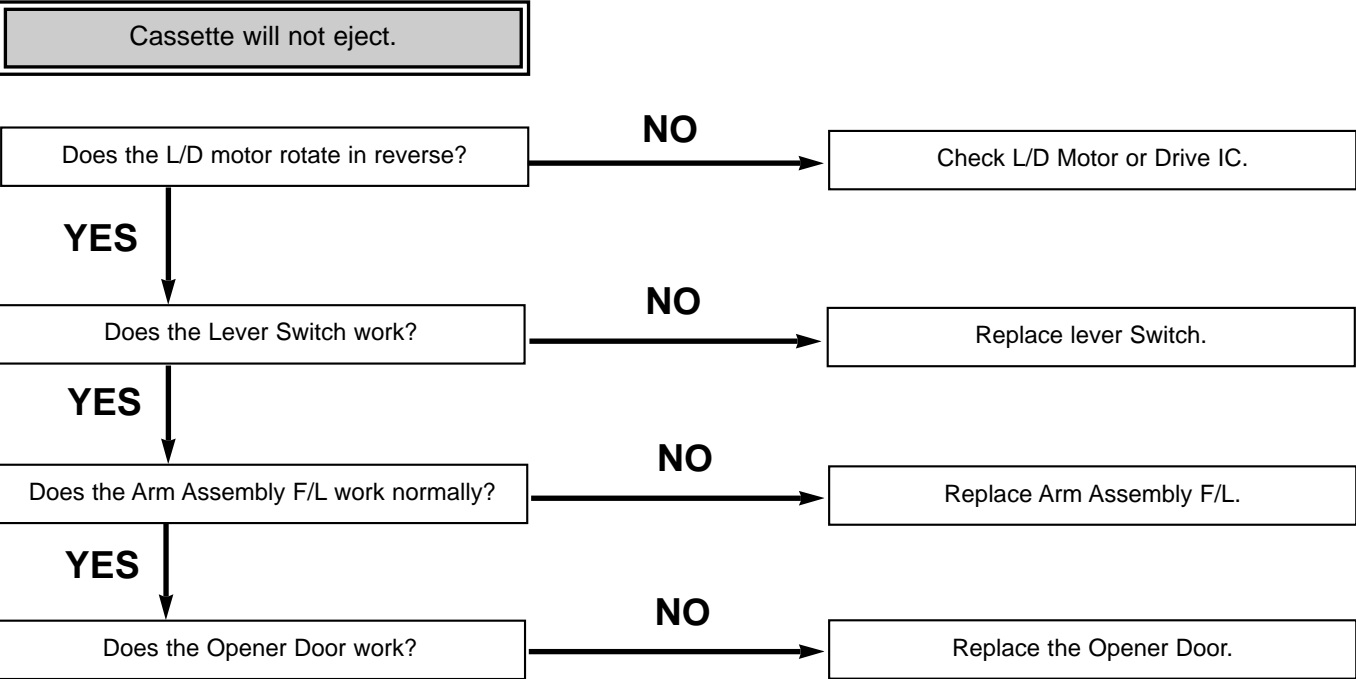 Cassette will not eject.
Does the L/D motor rotate in reverse?
NO
Check L/D Motor or Drive IC.
YES
Does the Lever Switch work?
NO
Replace lever Switch.
YES
Does the Arm Assembly F/L work normally?
NO
Replace Arm Assembly F/L.
YES
Does the Opener Door work?
NO
Replace the Opener Door.